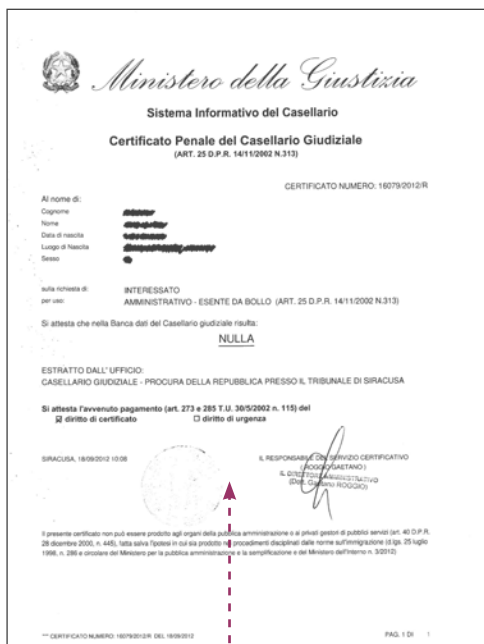 Ministero della Giustizia
Sistema Informativo del Casellario
Certificato Penale del Casellario Giudiziale
(ART. 25 D.P.R. 14/11/2002 N.313)
CERTIFICATO NUMERO: 16079/2012/R
Al nome di:
Cognome
Nome
Data di nascita
Luogo di Nascita
Sesso
sulla richiesta di: INTERESSATO
per uso: AMMINISTRATIVO - ESENTE DA BOLLO (ART. 25 D.P.R. 14/11/2002 N.313)
Si attesta che nella Banca dati del Casellario giudiziale risulta:
NULLA
ESTRATTO DALL' UFFICIO:
CASELLARIO GIUDIZIALE - PROCURA DELLA REPUBBLICA PRESSO IL TRIBUNALE DI SIRACUSA
Si attesta l'avvenuto pagamento (art. 273 e 285 T.U. 30/5/2002 n. 115) del
diritto di certificato diritto di urgenza
SIRACUSA, 18/09/2012 10:08 IL RESPONSABILE DEL SERVIZIO CERTIFICATIVO
(ROGGIO GAETANO)
IL DIRETTORE AMMINISTRATIVO
(Dott. Gaetano ROGGIO)
Il presente certificato non può essere prodotto agli organi della pubblica amministrazione o ai privati gestori di pubblici servizi (art. 40 D.P.R.
28 dicembre 2000, n. 445), fatta salva l'ipotesi in cui sia prodotto nei procedimenti disciplinati dalle norme sull'immigrazione (d.lgs. 25 luglio
1998, n. 286 e circolare del Ministero per la pubblica amministrazione e la semplificazione e del Ministero dell'Interno n. 3/2012)
*** CERTIFICATO NUMERO: 16079/2012/R DEL 18/09/2012 PAG. 1 DI 1